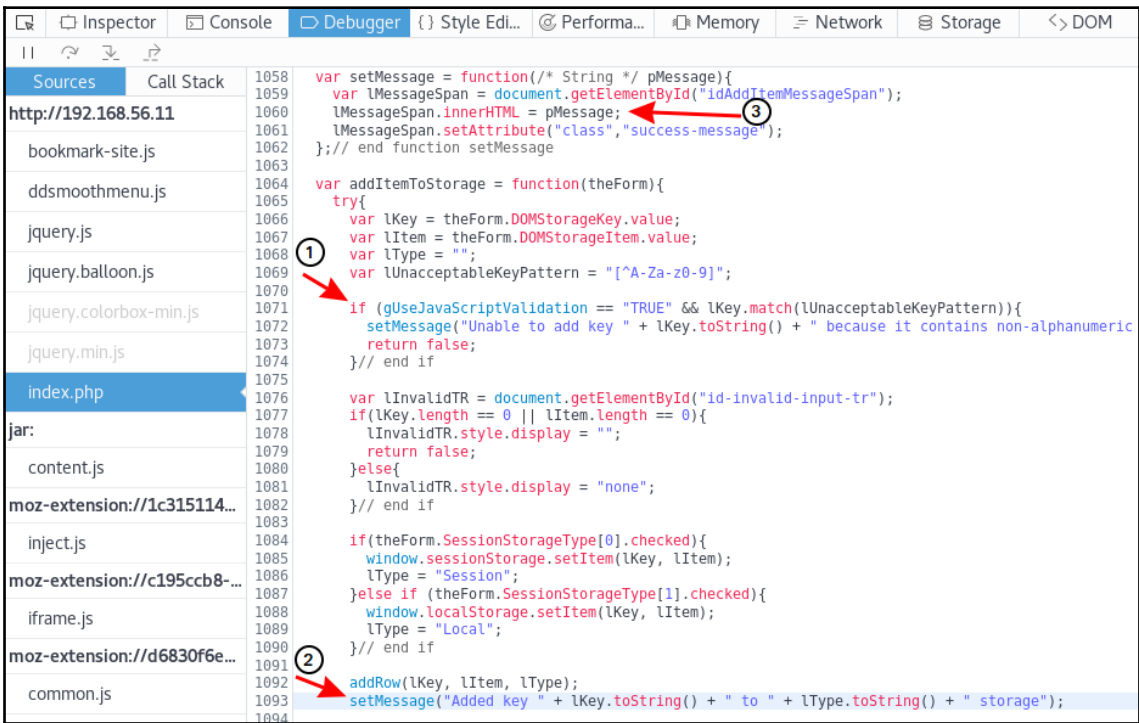 Inspector Console Debugger {} Style Edi... Performa... Memory Network Storage <> DOM
Sources Call Stack
http://192.168.56.11
bookmark-site.js
ddsmoothmenu.js
jquery.js
jquery.balloon.js
jquery.colorbox-min.js
jquery.min.js
index.php
jar:
content.js
moz-extension://1c315114...
inject.js
moz-extension://c195ccb8-...
iframe.js
moz-extension://d6830f6e...
common.js
1058 var setMessage = function(/* String */ pMessage){
1059 var lMessageSpan = document.getElementById("idAddItemMessageSpan");
1060 lMessageSpan.innerHTML = pMessage; 3
1061 lMessageSpan.setAttribute("class","success-message");
1062 };// end function setMessage
1063
1064 var addItemToStorage = function(theForm){
1065 try{
1066 var lKey = theForm.DOMStorageKey.value;
1067 var lItem = theForm.DOMStorageItem.value;
1068 1 var lType = "";
1069 var lUnacceptableKeyPattern = "[^A-Za-z0-9]";
1070
1071 if (gUseJavaScriptValidation == "TRUE" && lKey.match(lUnacceptableKeyPattern)){
1072 setMessage("Unable to add key " + lKey.toString() + " because it contains non-alphanumeric
1073 return false;
1074 }// end if
1075
1076 var lInvalidTR = document.getElementById("id-invalid-input-tr");
1077 if(lKey.length == 0 || lItem.length == 0){
1078 lInvalidTR.style.display = "";
1079 return false;
1080 }else{
1081 lInvalidTR.style.display = "none";
1082 }// end if
1083
1084 if(theForm.SessionStorageType[0].checked){
1085 window.sessionStorage.setItem(lKey, lItem);
1086 lType = "Session";
1087 }else if (theForm.SessionStorageType[1].checked){
1088 window.localStorage.setItem(lKey, lItem);
1089 lType = "Local";
1090 }// end if
1091 2
1092 addRow(lKey, lItem, lType);
1093 setMessage("Added key " + lKey.toString() + " to " + lType.toString() + " storage");
1094